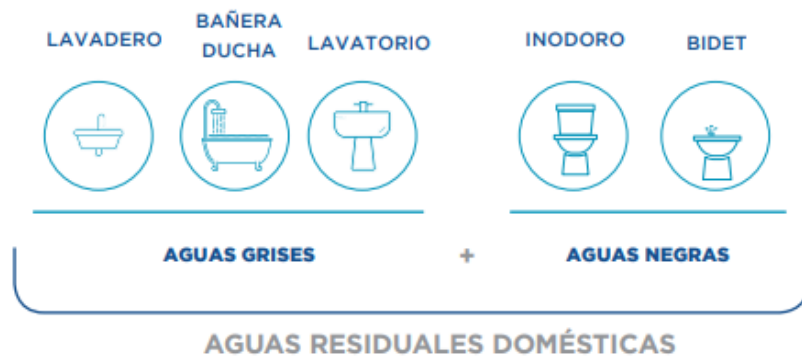 LAVADERO
BAÑERA
DUCHA
LAVATORIO
INODORO
BIDET
AGUAS GRISES + AGUAS NEGRAS
AGUAS RESIDUALES DOMÉSTICAS